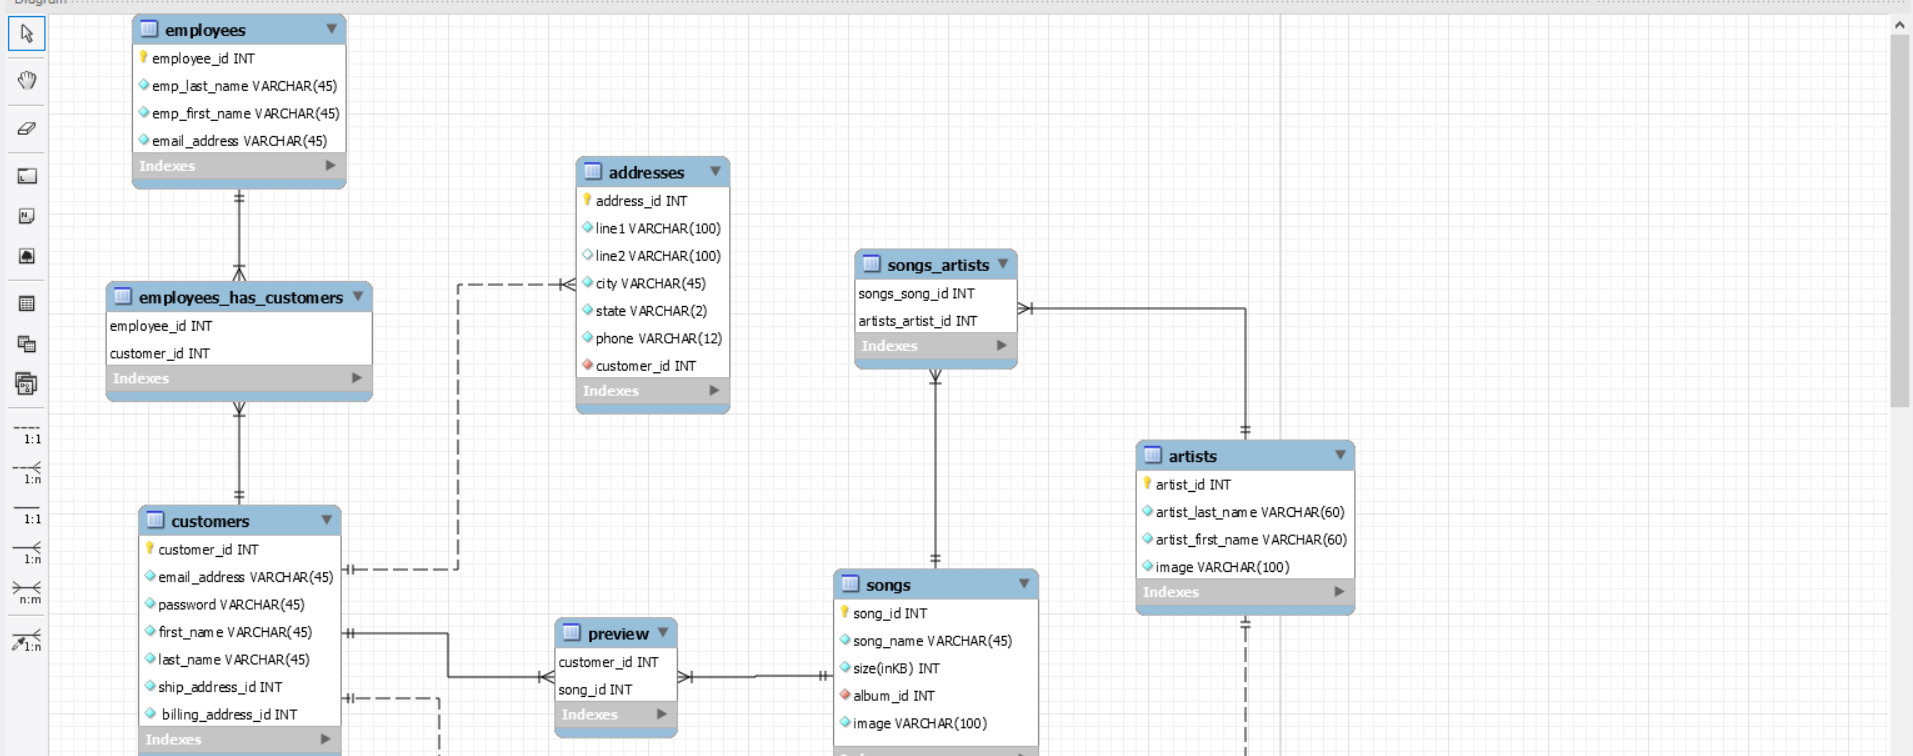 Diagram
employees
employee_id INT
emp_last_name VARCHAR(45)
emp_first_name VARCHAR(45)
email_address VARCHAR(45)
Indexes
employees_has_customers
employee_id INT
customer_id INT
Indexes
customers
customer_id INT
email_address VARCHAR(45)
password VARCHAR(45)
first_name VARCHAR(45)
last_name VARCHAR(45)
ship_address_id INT
billing_address_id INT
Indexes
addresses
address_id INT
line1 VARCHAR(100)
line2 VARCHAR(100)
city VARCHAR(45)
state VARCHAR(2)
phone VARCHAR(12)
customer_id INT
Indexes
preview
customer_id INT
song_id INT
Indexes
songs_artists
songs_song_id INT
artists_artist_id INT
Indexes
songs
song_id INT
song_name VARCHAR(45)
size(inKB) INT
album_id INT
image VARCHAR(100)
Indexes
artists
artist_id INT
artist_last_name VARCHAR(60)
artist_first_name VARCHAR(60)
image VARCHAR(100)
Indexes
1:1
1:n
1:1
1:n
n:m
1:n